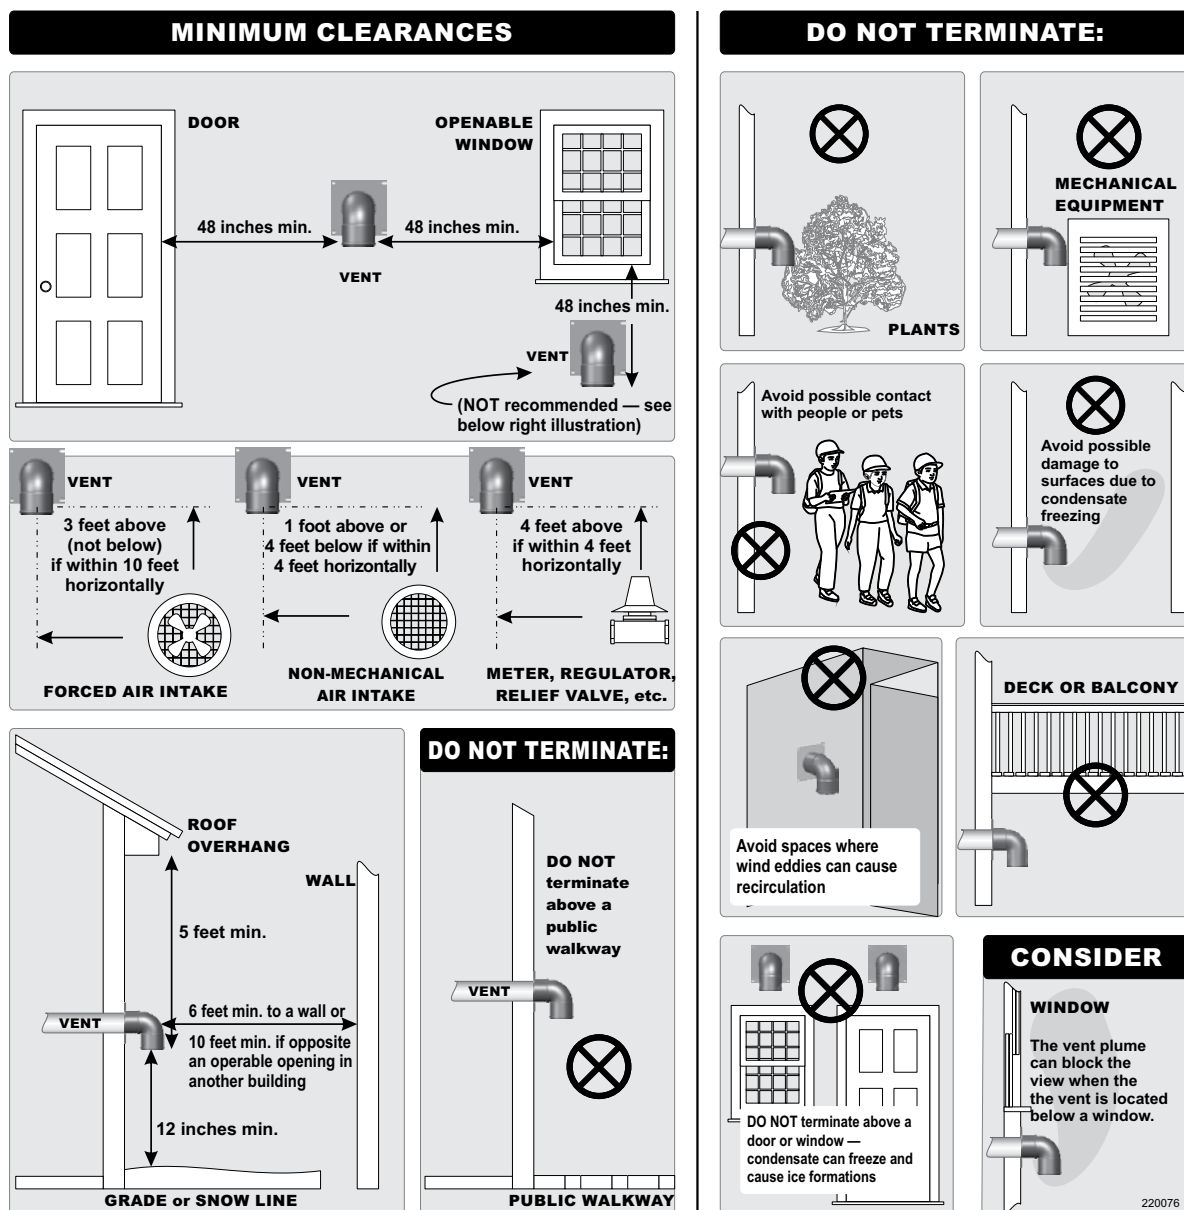 MINIMUM CLEARANCES
DOOR
OPENABLE
WINDOW
48 inches min.
48 inches min.
VENT
48 inches min.
VENT
(NOT recommended — see
below right illustration)
VENT
3 feet above
(not below)
if within 10 feet
horizontally
FORCED AIR INTAKE
VENT
1 foot above or
4 feet below if within
4 feet horizontally
NON-MECHANICAL
AIR INTAKE
VENT
4 feet above
if within 4 feet
horizontally
METER, REGULATOR,
RELIEF VALVE, etc.
ROOF
OVERHANG
WALL
5 feet min.
VENT
6 feet min. to a wall or
10 feet min. if opposite
an operable opening in
another building
12 inches min.
GRADE or SNOW LINE
DO NOT TERMINATE:
DO NOT
terminate
above a
public
walkway
VENT
PUBLIC WALKWAY
DO NOT TERMINATE:
PLANTS
MECHANICAL
EQUIPMENT
Avoid possible contact
with people or pets
Avoid possible
damage to
surfaces due to
condensate
freezing
Avoid spaces where
wind eddies can cause
recirculation
DECK OR BALCONY
DO NOT terminate above a
door or window —
condensate can freeze and
cause ice formations
CONSIDER
WINDOW
The vent plume
can block the
view when the
the vent is located
below a window.
220076